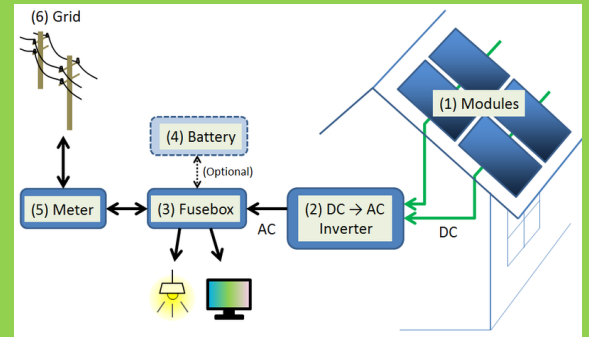 (6) Grid
(1) Modules
(4) Battery
(Optional)
(5) Meter
(3) Fusebox
AC
(2) DC → AC
Inverter
DC